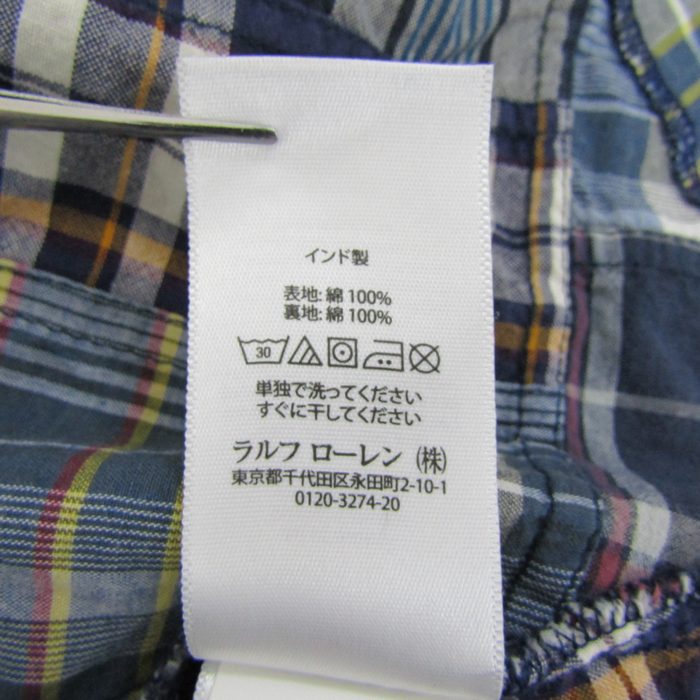 インド製
表地: 綿 100%
裏地: 綿 100%
30
単独で洗ってください
すぐに干してください
ラルフ ローレン (株)
東京都千代田区永田町2-10-1
0120-3274-20